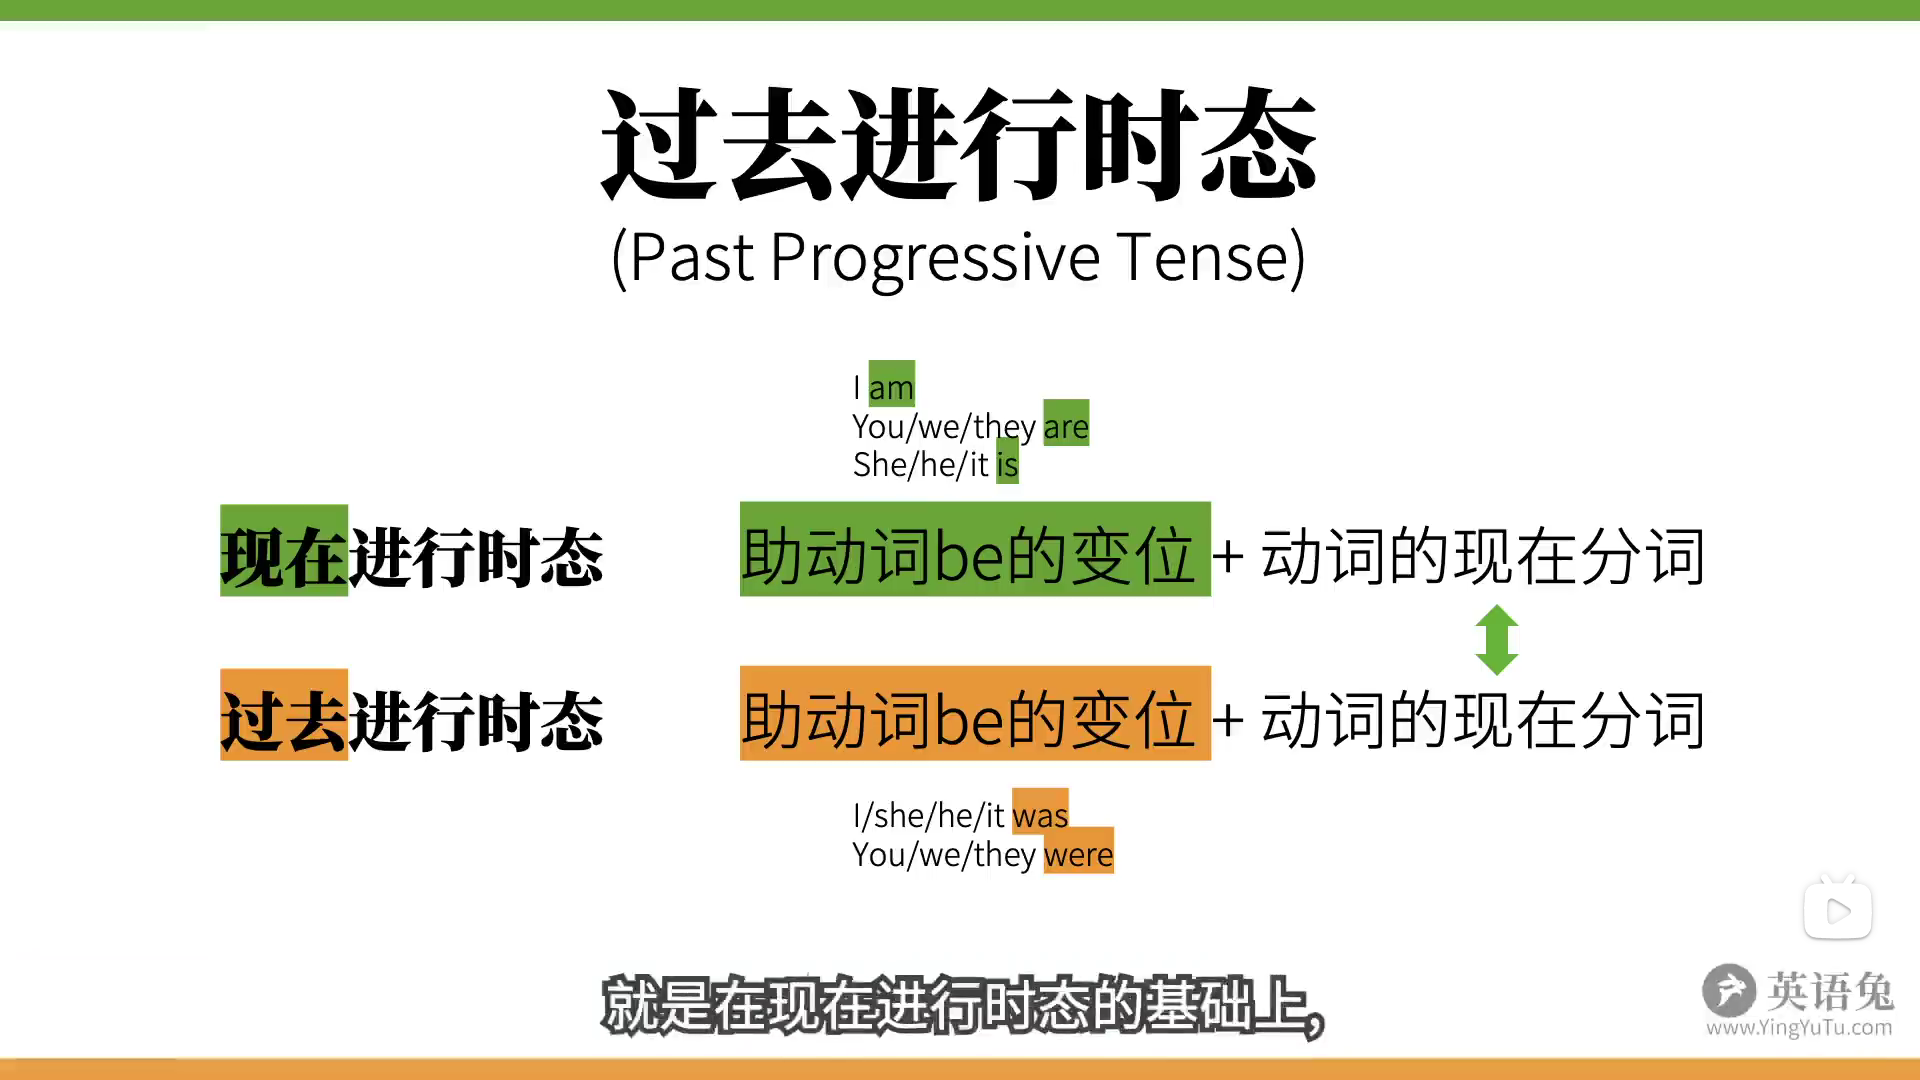 过去进行时态
(Past Progressive Tense)
I am
You/we/they are
She/he/it is
现在进行时态 助动词be的变位 + 动词的现在分词
过去进行时态 助动词be的变位 + 动词的现在分词
I/she/he/it was
You/we/they were
就是在现在进行时态的基础上,
英语兔
www.YingYuTu.com